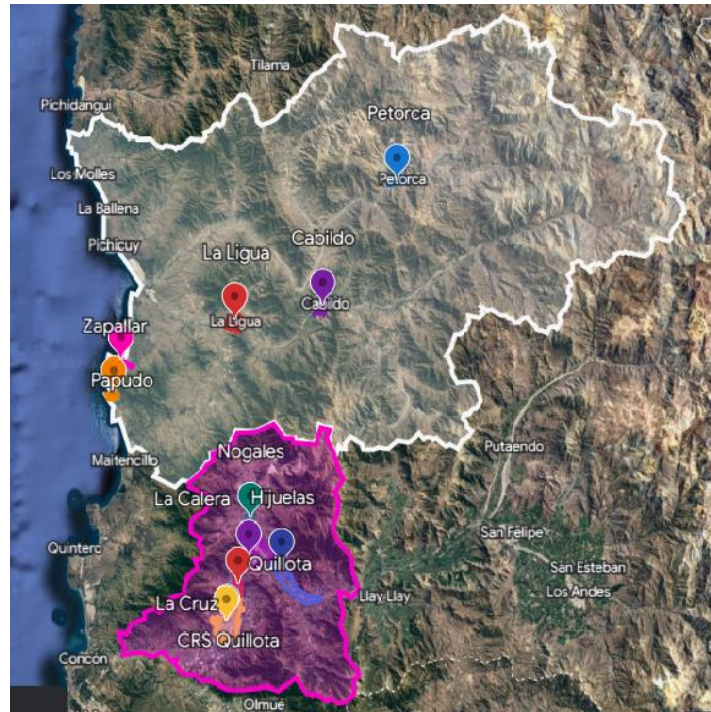 Tilama
Pichidangui
Petorca
Petorca
Los Molles
La Ballena
Pichicuy
Cabildo
La Ligua
Cabildo
La Ligua
Zapallar
Papudo
Maitencillo
Nogales
Putaendo
La Calera
Hijuelas
San Felipe
Quintero
Quillota
San Esteban
Los Andes
La Cruz
Llay Llay
CRS Quillota
Concón
Olmué